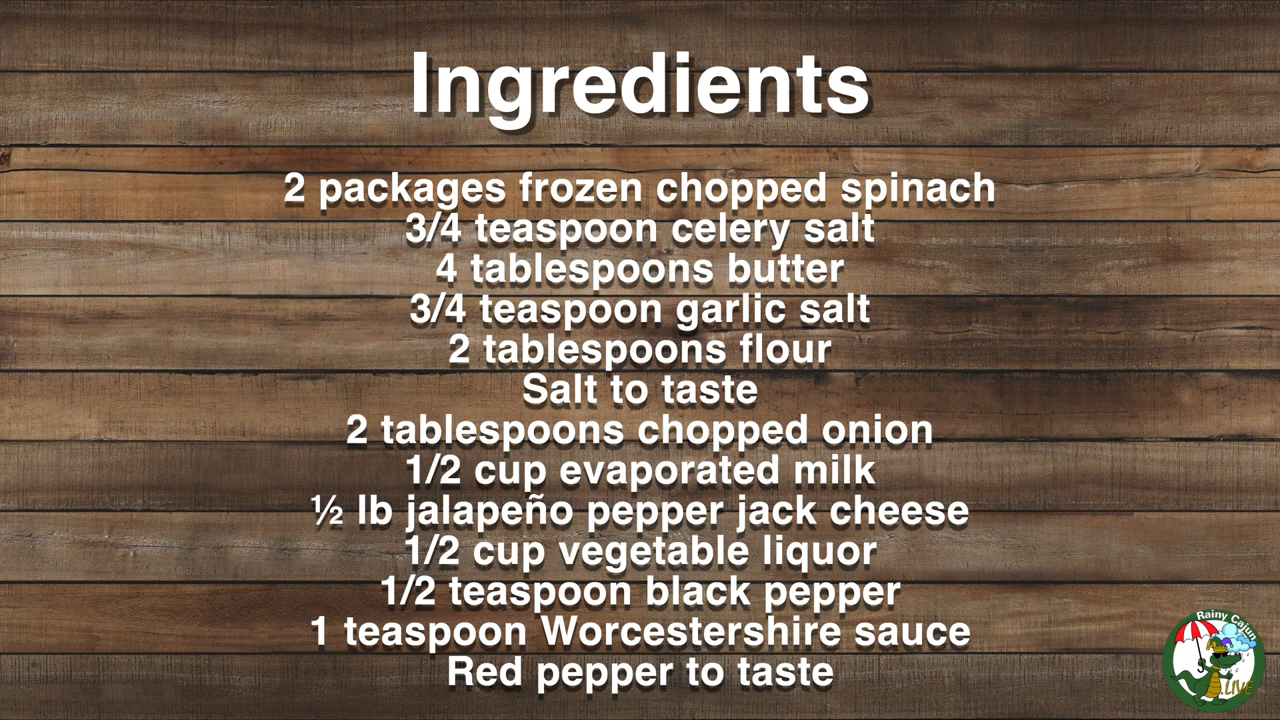 Ingredients
2 packages frozen chopped spinach
3/4 teaspoon celery salt
4 tablespoons butter
3/4 teaspoon garlic salt
2 tablespoons flour
Salt to taste
2 tablespoons chopped onion
1/2 cup evaporated milk
½ lb jalapeño pepper jack cheese
1/2 cup vegetable liquor
1/2 teaspoon black pepper
1 teaspoon Worcestershire sauce
Red pepper to taste
Rainy Cajun
LIVE